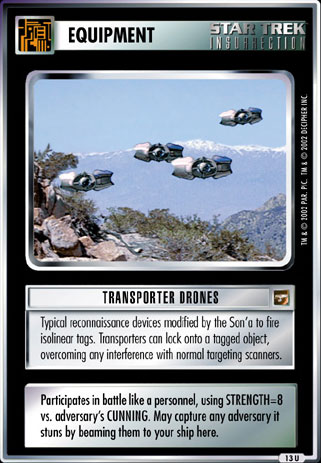 EQUIPMENT
STAR TREK
INSURRECTION
TM & © 2002 PAR. PIC. TM & © 2002 DECIPHER INC.
TRANSPORTER DRONES
Typical reconnaissance devices modified by the Son'a to fire
isolinear tags. Transporters can lock onto a tagged object,
overcoming any interference with normal targeting scanners.
Participates in battle like a personnel, using STRENGTH=8
vs. adversary's CUNNING. May capture any adversary it
stuns by beaming them to your ship here.
13 U